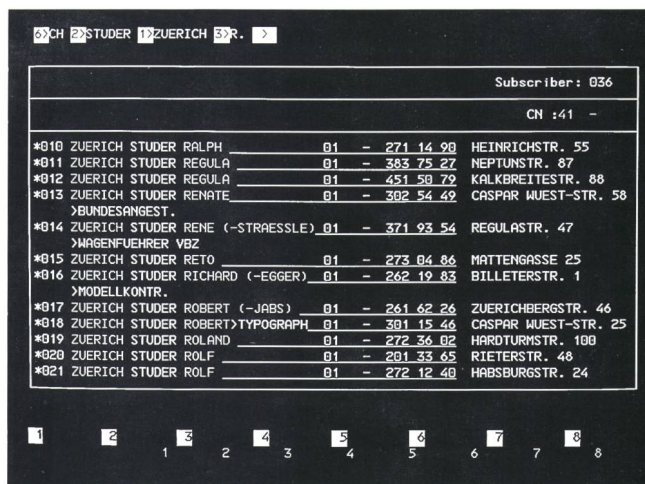 6>CH 2>STUDER 1>ZUERICH 3>R. >
Subscriber: 036
CN :41 -
*010 ZUERICH STUDER RALPH 01 - 271 14 90 HEINRICHSTR. 55
*011 ZUERICH STUDER REGULA 01 - 383 75 27 NEPTUNSTR. 87
*012 ZUERICH STUDER REGULA 01 - 451 50 79 KALKBREITESTR. 88
*013 ZUERICH STUDER RENATE 01 - 302 54 49 CASPAR WUEST-STR. 58
>BUNDESANGEST.
*014 ZUERICH STUDER RENE (-STRAESSLE) 01 - 371 93 54 REGULASTR. 47
>WAGENFUEHRER VBZ
*015 ZUERICH STUDER RETO 01 - 273 04 86 MATTENGASSE 25
*016 ZUERICH STUDER RICHARD (-EGGER) 01 - 262 19 83 BILLETERSTR. 1
>MODELLKONTR.
*017 ZUERICH STUDER ROBERT (-JABS) 01 - 261 62 26 ZUERICHBERGSTR. 46
*018 ZUERICH STUDER ROBERT>TYPOGRAPH 01 - 301 15 46 CASPAR WUEST-STR. 25
*019 ZUERICH STUDER ROLAND 01 - 272 36 02 HARDTURMSTR. 100
*020 ZUERICH STUDER ROLF 01 - 201 33 65 RIETERSTR. 48
*021 ZUERICH STUDER ROLF 01 - 272 12 40 HABSBURGSTR. 24
1 2 3 4 5 6 7 8
1 2 3 4 5 6 7 8